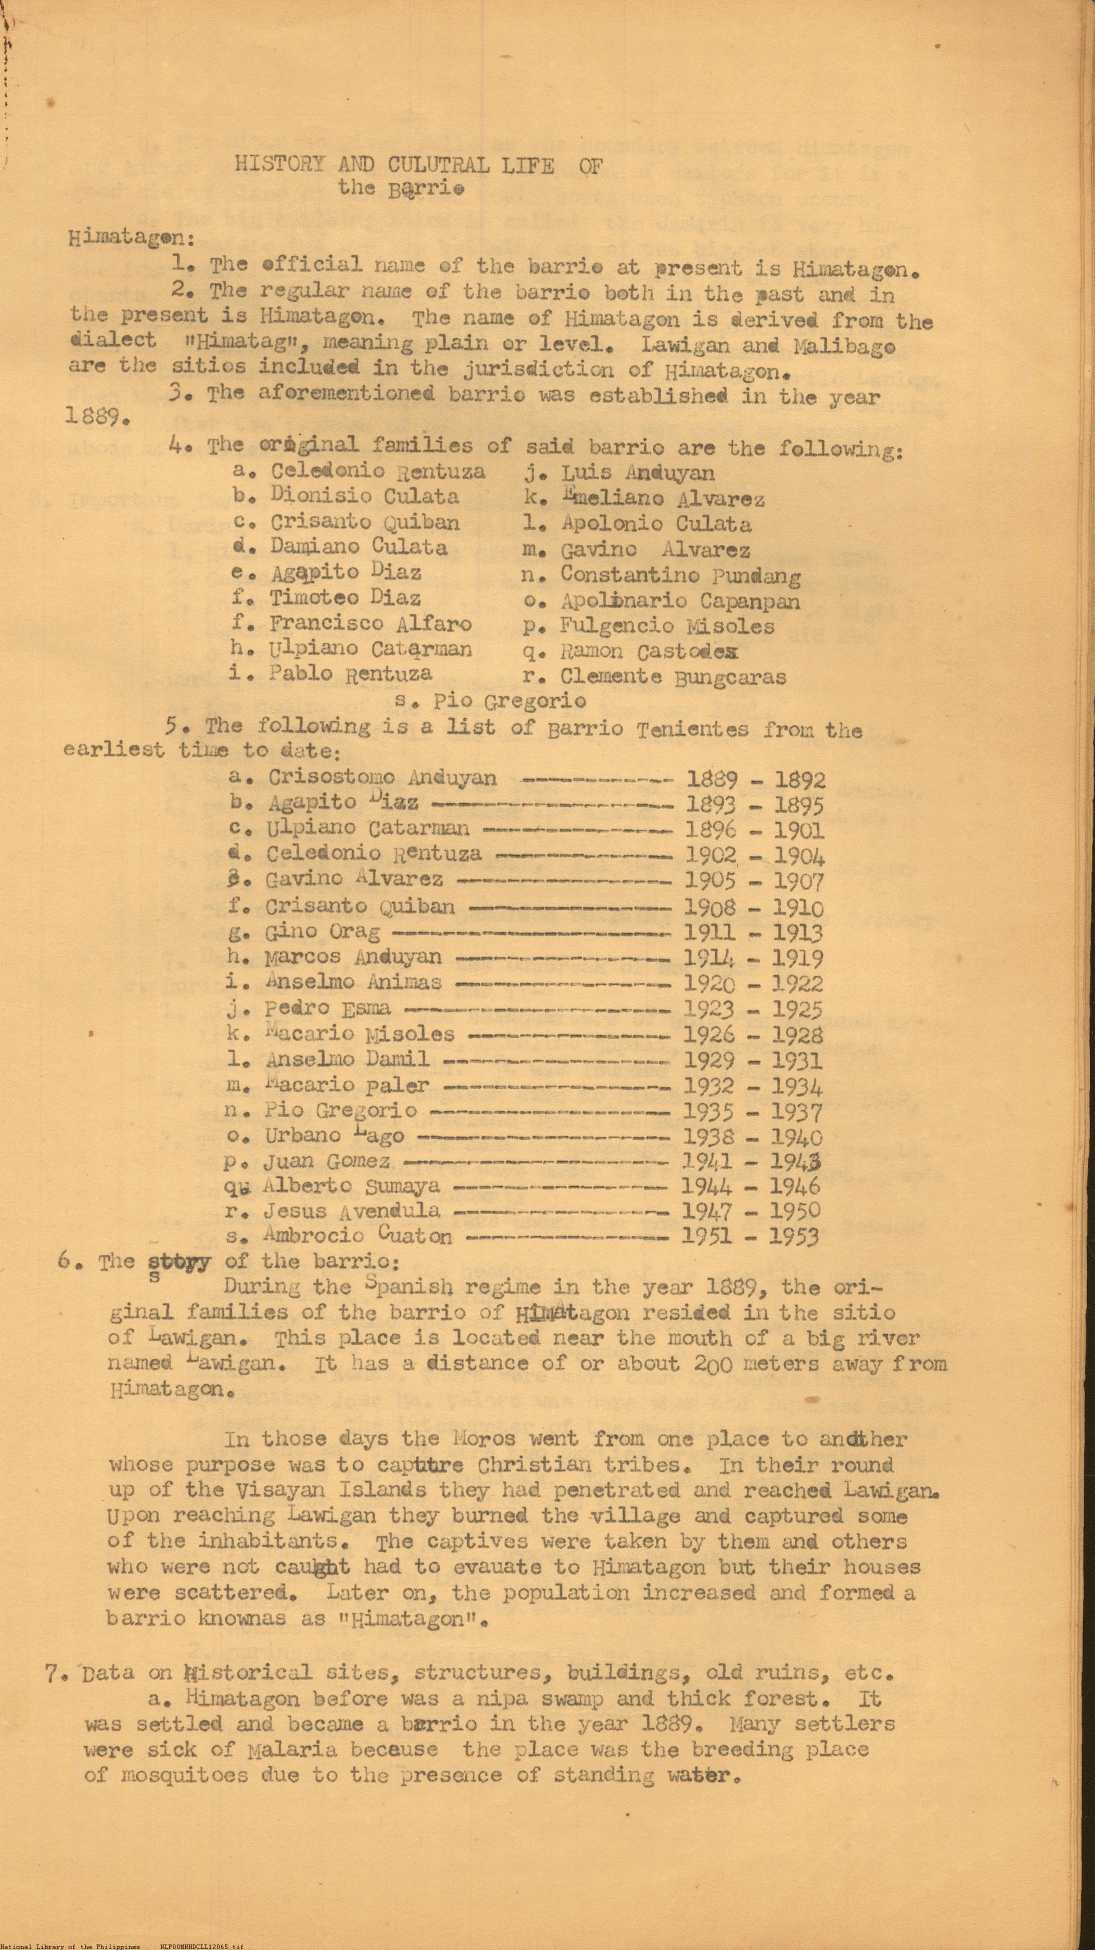 HISTORY AND CULUTRAL LIFE OF
the Barrio
Himatagon:
1. The official name of the barrio at present is Himatagon.
2. The regular name of the barrio both in the past and in
the present is Himatagon. The name of Himatagon is derived from the
dialect "Himatag", meaning plain or level. Lawigan and Malibago
are the sitios included in the jurisdiction of Himatagon.
3. The aforementioned barrio was established in the year
1889.
4. The original families of said barrio are the following:
a. Celedonio Rentuza j. Luis Anduyan
b. Dionisio Culata k. Emeliano Alvarez
c. Crisanto Quiban l. Apolonio Culata
d. Damiano Culata m. Gavino Alvarez
e. Agapito Diaz n. Constantino Pundang
f. Timoteo Diaz o. Apolinario Capanpan
f. Francisco Alfaro p. Fulgencio Misoles
h. Ulpiano Catarman q. Ramon Castodes
i. Pablo Rentuza r. Clemente Bungcaras
s. Pio Gregorio
5. The following is a list of Barrio Tenientes from the
earliest time to date:
a. Crisostomo Anduyan ------------ 1889 - 1892
b. Agapito Diaz ------------------- 1893 - 1895
c. Ulpiano Catarman --------------- 1896 - 1901
d. Celedonio Rentuza -------------- 1902 - 1904
e. Gavino Alvarez ----------------- 1905 - 1907
f. Crisanto Quiban ---------------- 1908 - 1910
g. Gino Orag ---------------------- 1911 - 1913
h. Marcos Anduyan ----------------- 1914 - 1919
i. Anselmo Animas ----------------- 1920 - 1922
j. Pedro Esma --------------------- 1923 - 1925
k. Macario Misoles ---------------- 1926 - 1928
l. Anselmo Damil ------------------ 1929 - 1931
m. Macario Paler ------------------ 1932 - 1934
n. Pio Gregorio ------------------- 1935 - 1937
o. Urbano Lago -------------------- 1938 - 1940
p. Juan Gomez --------------------- 1941 - 1943
q. Alberto Sumaya ----------------- 1944 - 1946
r. Jesus Avendula ----------------- 1947 - 1950
s. Ambrocio Cuaton ---------------- 1951 - 1953
6. The story of the barrio:
During the Spanish regime in the year 1889, the ori-
ginal families of the barrio of Himatagon resided in the sitio
of Lawigan. This place is located near the mouth of a big river
named Lawigan. It has a distance of or about 200 meters away from
Himatagon.
In those days the Moros went from one place to another
whose purpose was to capture Christian tribes. In their round
up of the Visayan Islands they had penetrated and reached Lawigan.
Upon reaching Lawigan they burned the village and captured some
of the inhabitants. The captives were taken by them and others
who were not caught had to evauate to Himatagon but their houses
were scattered. Later on, the population increased and formed a
barrio knownas as "Himatagon".
7. Data on Historical sites, structures, buildings, old ruins, etc.
a. Himatagon before was a nipa swamp and thick forest. It
was settled and became a barrio in the year 1889. Many settlers
were sick of Malaria because the place was the breeding place
of mosquitoes due to the presence of standing water.
National Library of the Philippines NLPOOMHHDCLL12065.tif